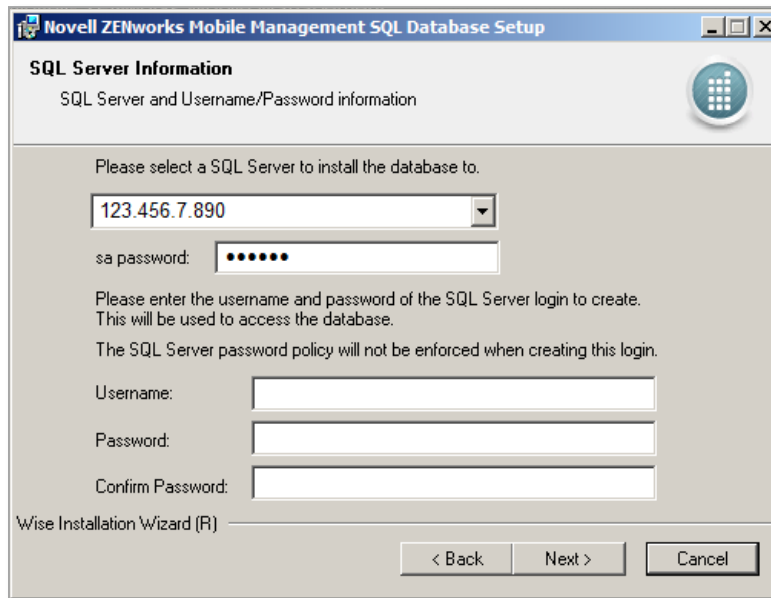 Novell ZENworks Mobile Management SQL Database Setup
SQL Server Information
SQL Server and Username/Password information
Please select a SQL Server to install the database to.
123.456.7.890
sa password: ●●●●●●
Please enter the username and password of the SQL Server login to create.
This will be used to access the database.
The SQL Server password policy will not be enforced when creating this login.
Username:
Password:
Confirm Password:
Wise Installation Wizard (R)
< Back Next > Cancel